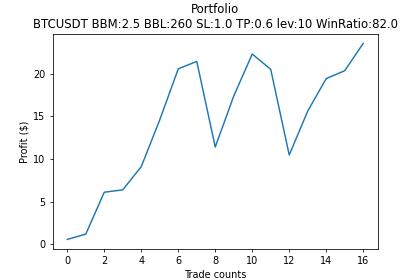 Portfolio
BTCUSDT BBM:2.5 BBL:260 SL:1.0 TP:0.6 lev:10 WinRatio:82.0
20
15
10
5
0
Profit ($)
0 2 4 6 8 10 12 14 16
Trade counts